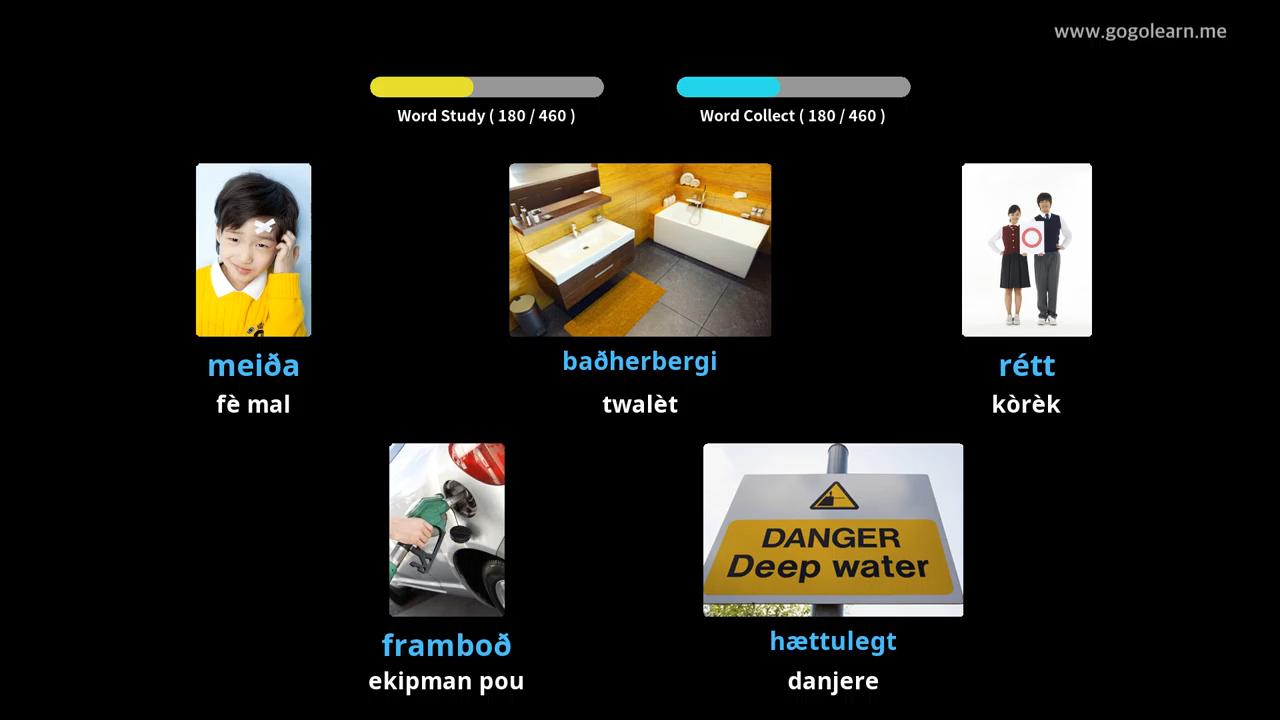 www.gogolearn.me
Word Study ( 180 / 460 )
Word Collect ( 180 / 460 )
meiða
fè mal
baðherbergi
twalèt
rétt
kòrèk
DANGER
Deep water
framboð
ekipman pou
hættulegt
danjere